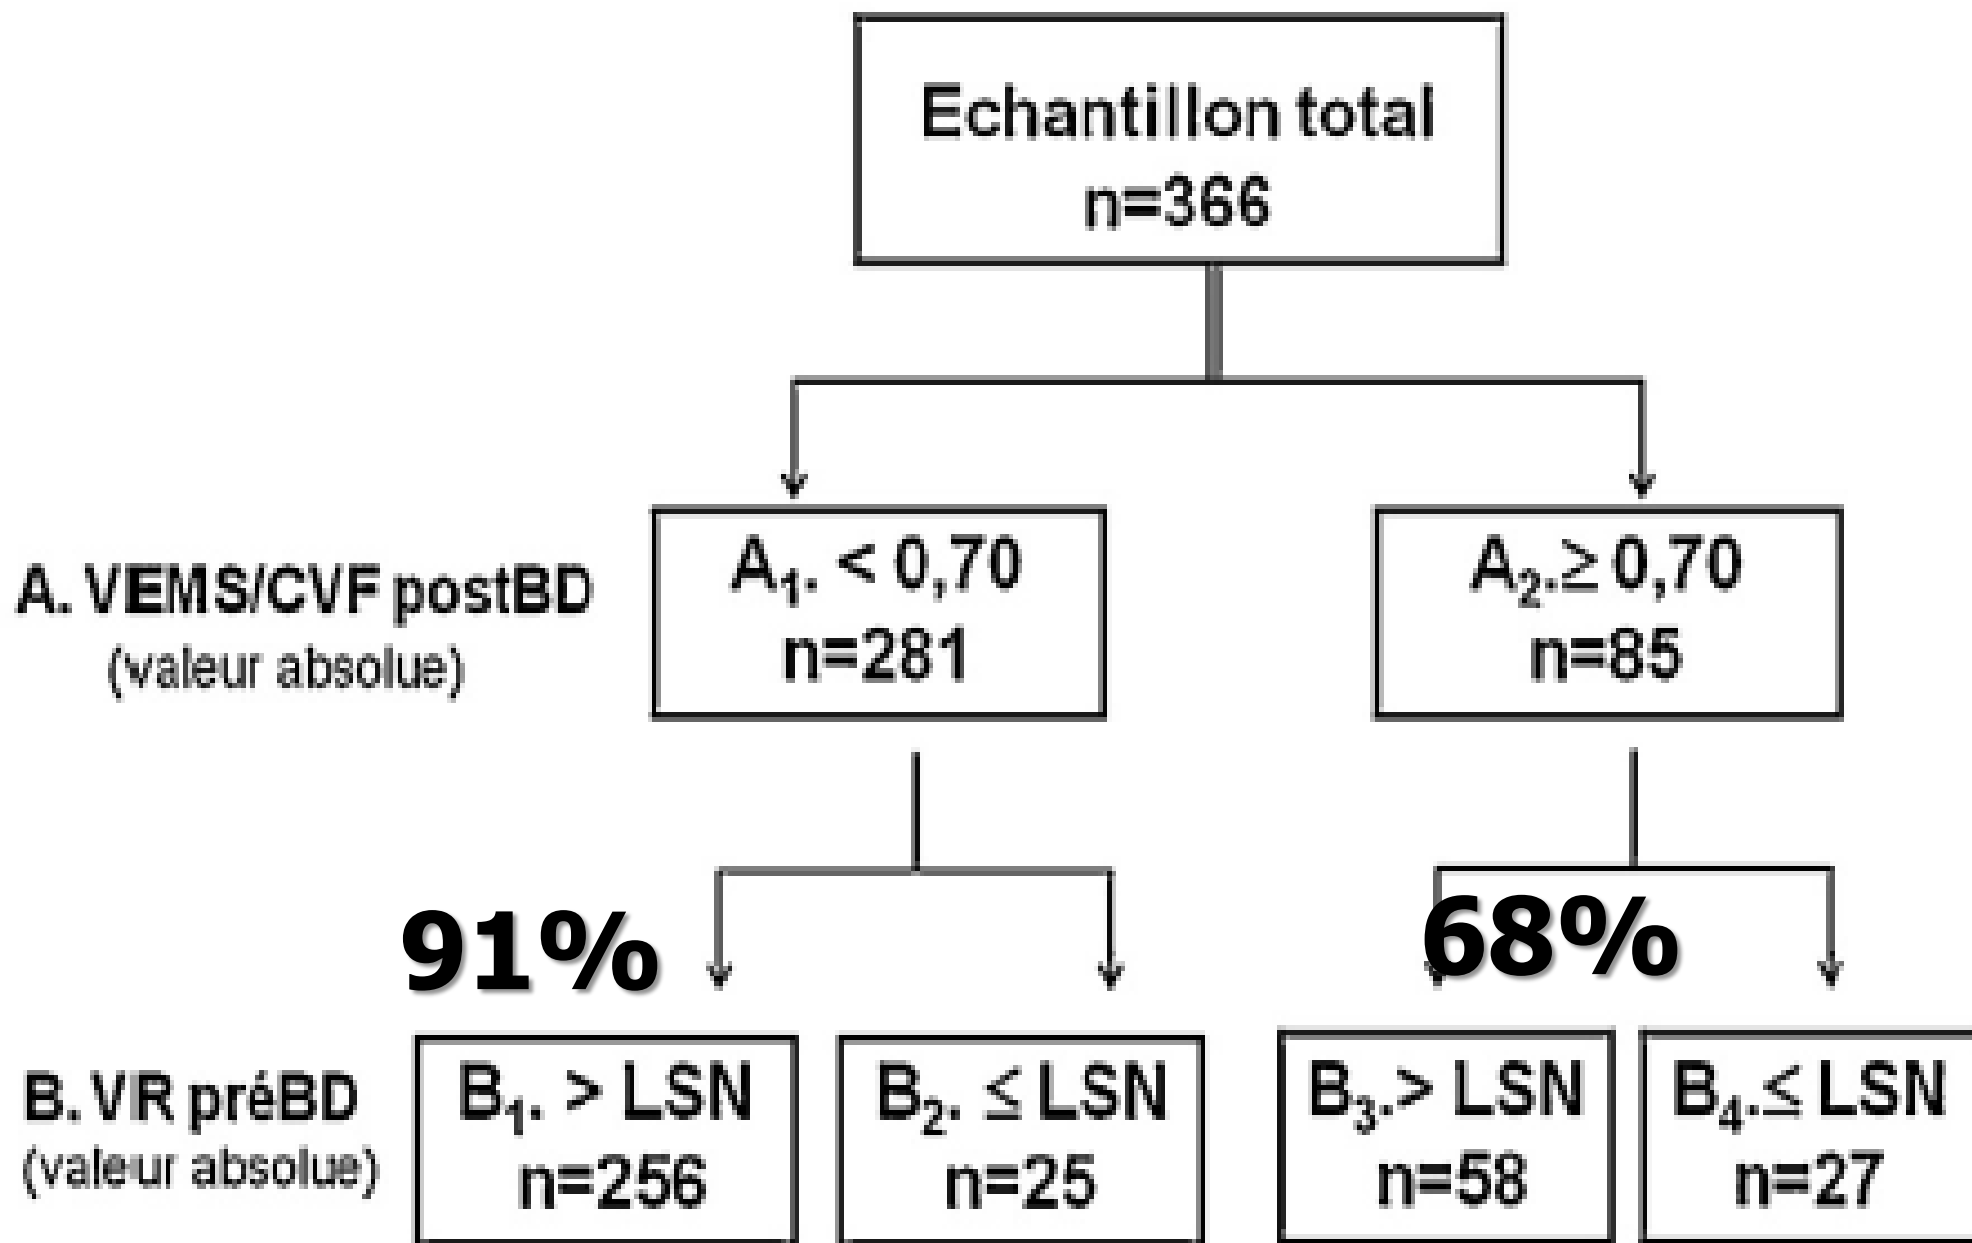 Echantillon total
n=366
A. VEMS/CVF postBD
(valeur absolue)
A₁. < 0,70
n=281
A₂.≥ 0,70
n=85
91%
68%
B. VR préBD
(valeur absolue)
B₁. > LSN
n=256
B₂. ≤ LSN
n=25
B₃.> LSN
n=58
B₄.≤ LSN
n=27